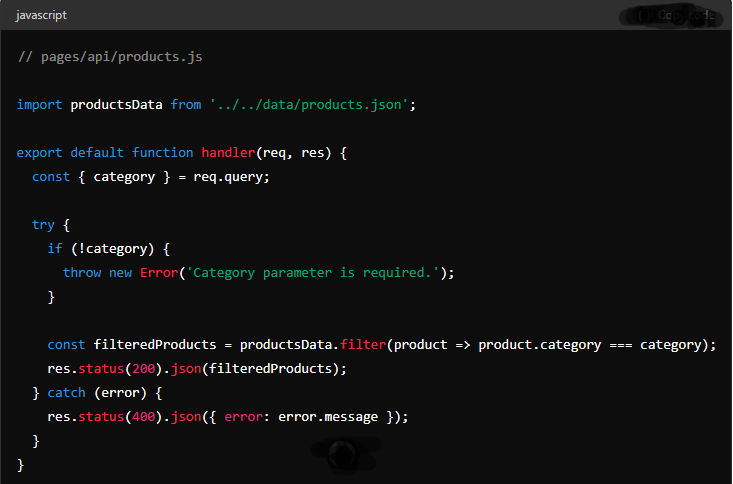 javascript
// pages/api/products.js
import productsData from '../../data/products.json';
export default function handler(req, res) {
const { category } = req.query;
try {
if (!category) {
throw new Error('Category parameter is required.');
}
const filteredProducts = productsData.filter(product => product.category === category);
res.status(200).json(filteredProducts);
} catch (error) {
res.status(400).json({ error: error.message });
}
}